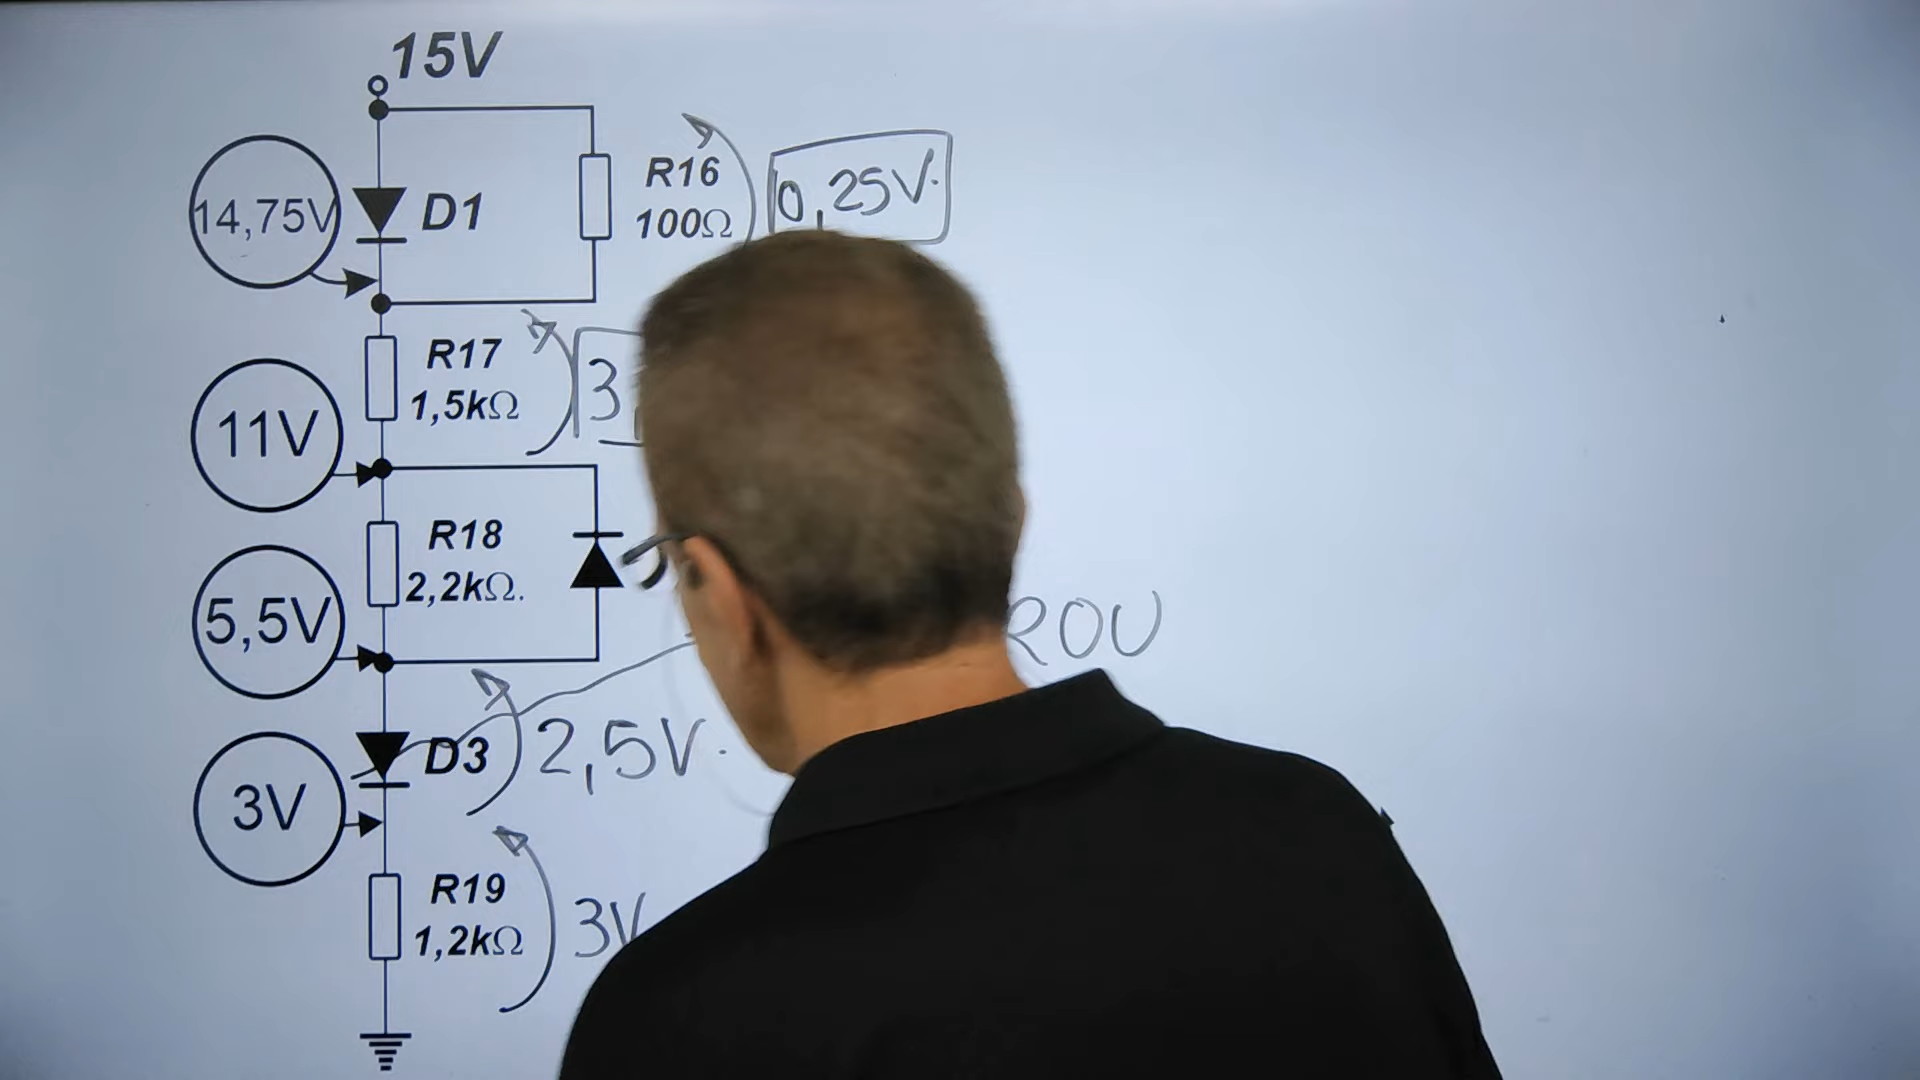 15V
14,75V
D1
R16
100Ω
0,25V.
R17
1,5kΩ
3
11V
R18
2,2kΩ.
5,5V
ROU
D3
2,5V.
3V
R19
1,2kΩ
3V